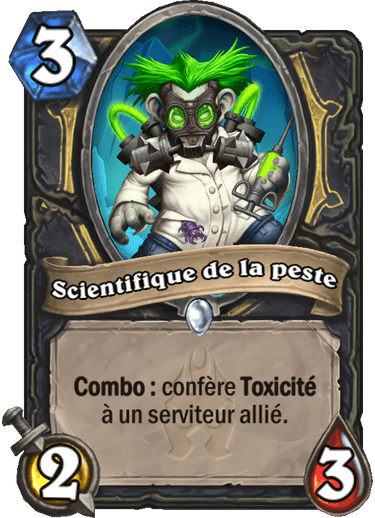 3
Scientifique de la peste
Combo : confère Toxicité
à un serviteur allié.
2
3